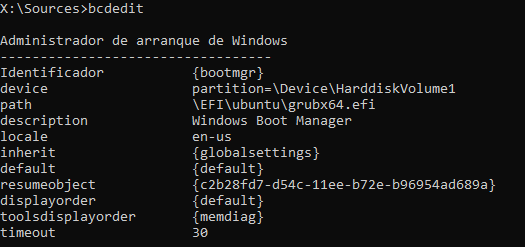 X:\Sources>bcdedit
Administrador de arranque de Windows
----------------------------------
Identificador {bootmgr}
device partition=\Device\HarddiskVolume1
path \EFI\ubuntu\grubx64.efi
description Windows Boot Manager
locale en-us
inherit {globalsettings}
default {default}
resumeobject {c2b28fd7-d54c-11ee-b72e-b96954ad689a}
displayorder {default}
toolsdisplayorder {memdiag}
timeout 30